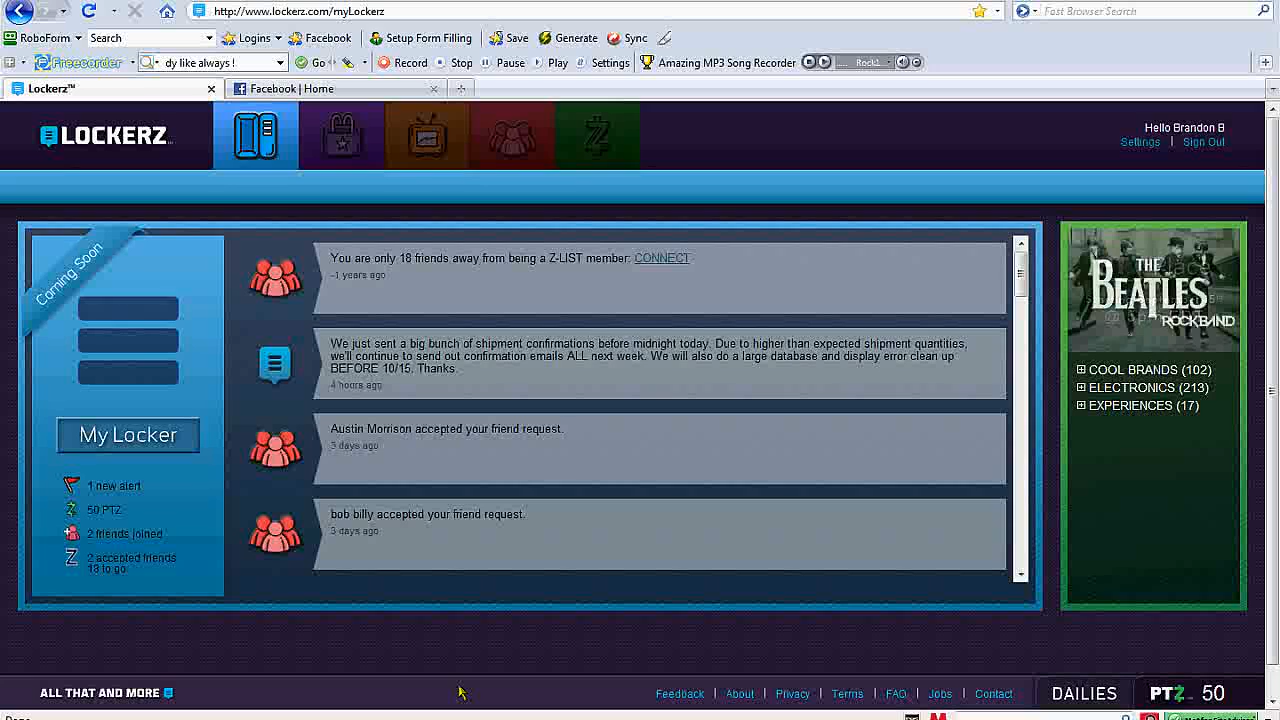 http://www.lockerz.com/myLockerz
Fast Browser Search
RoboForm Search Logins Facebook Setup Form Filling Save Generate Sync
Freecorder dy like always ! Go Record Stop Pause Play Settings Amazing MP3 Song Recorder Rock1
Lockerz™ Facebook | Home
LOCKERZ
Hello Brandon B
Settings | Sign Out
Coming Soon
My Locker
1 new alert
50 PTZ
2 friends joined
2 accepted friends
18 to go
You are only 18 friends away from being a Z-LIST member: CONNECT
-1 years ago
We just sent a big bunch of shipment confirmations before midnight today. Due to higher than expected shipment quantities,
we'll continue to send out confirmation emails ALL next week. We will also do a large database and display error clean up
BEFORE 10/15. Thanks.
4 hours ago
Austin Morrison accepted your friend request.
3 days ago
bob billy accepted your friend request.
3 days ago
THE
BEATLES
ROCKBAND
COOL BRANDS (102)
ELECTRONICS (213)
EXPERIENCES (17)
ALL THAT AND MORE
Feedback | About | Privacy | Terms | FAQ | Jobs | Contact
DAILIES
PTZ 50